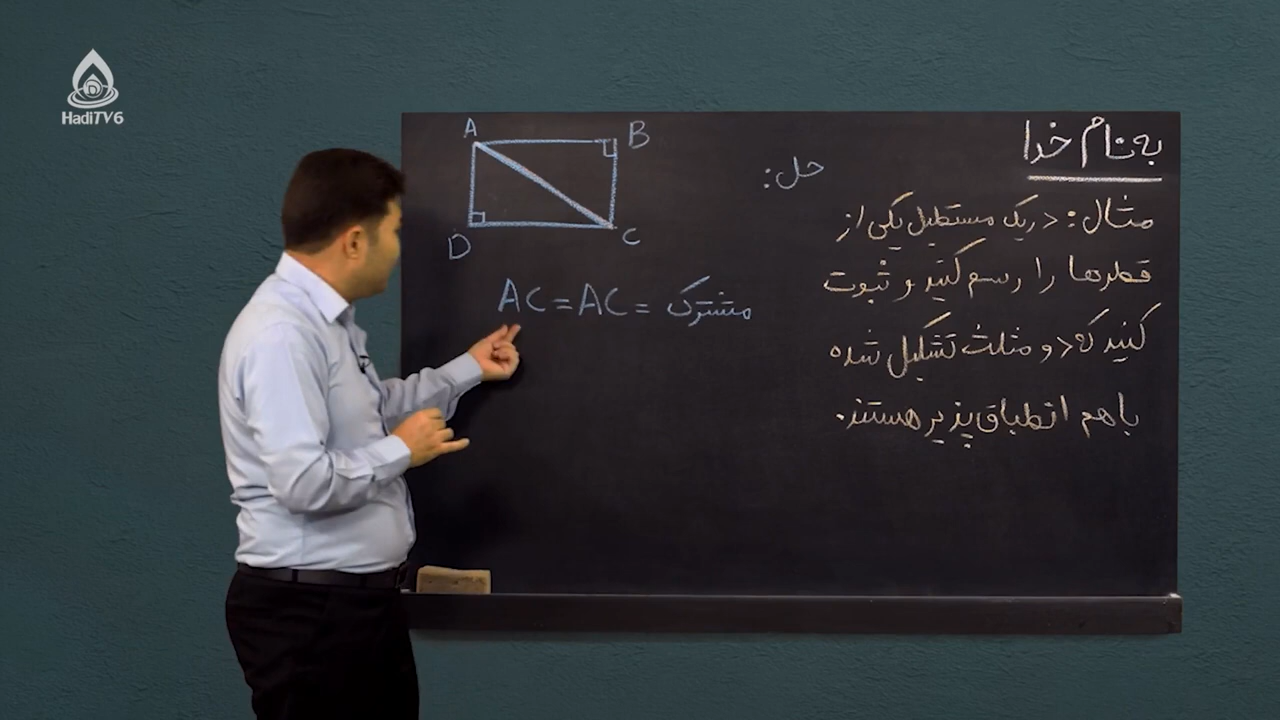 HadiTV6
به نام خدا
مثال: در یک مستطیل یکی از
قطرها را رسم کنید و ثبوت
کنید که دو مثلث تشکیل شده
باهم انطباق پذیر هستند.
حل:
A
B
D
C
AC = AC = مشترک